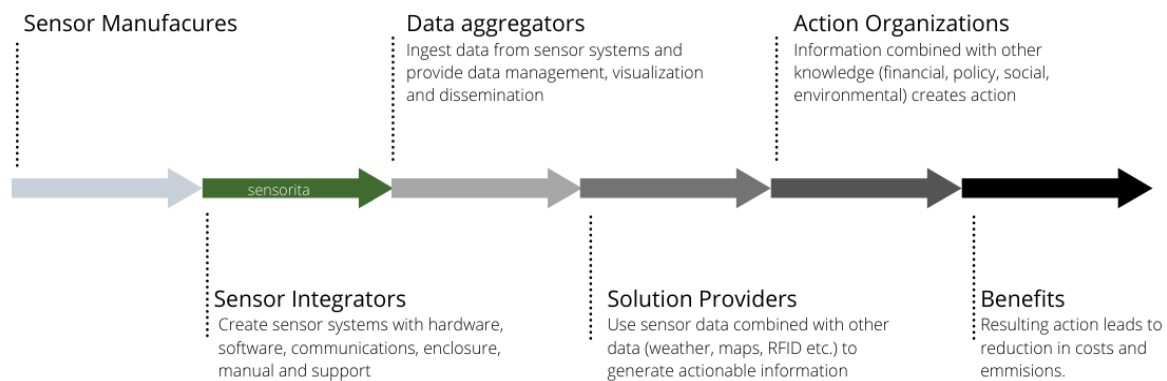 Sensor Manufacures
Data aggregators
Ingest data from sensor systems and
provide data management, visualization
and dissemination
Action Organizations
Information combined with other
knowledge (financial, policy, social,
environmental) creates action
sensorita
Sensor Integrators
Create sensor systems with hardware,
software, communications, enclosure,
manual and support
Solution Providers
Use sensor data combined with other
data (weather, maps, RFID etc.) to
generate actionable information
Benefits
Resulting action leads to
reduction in costs and
emmisions.